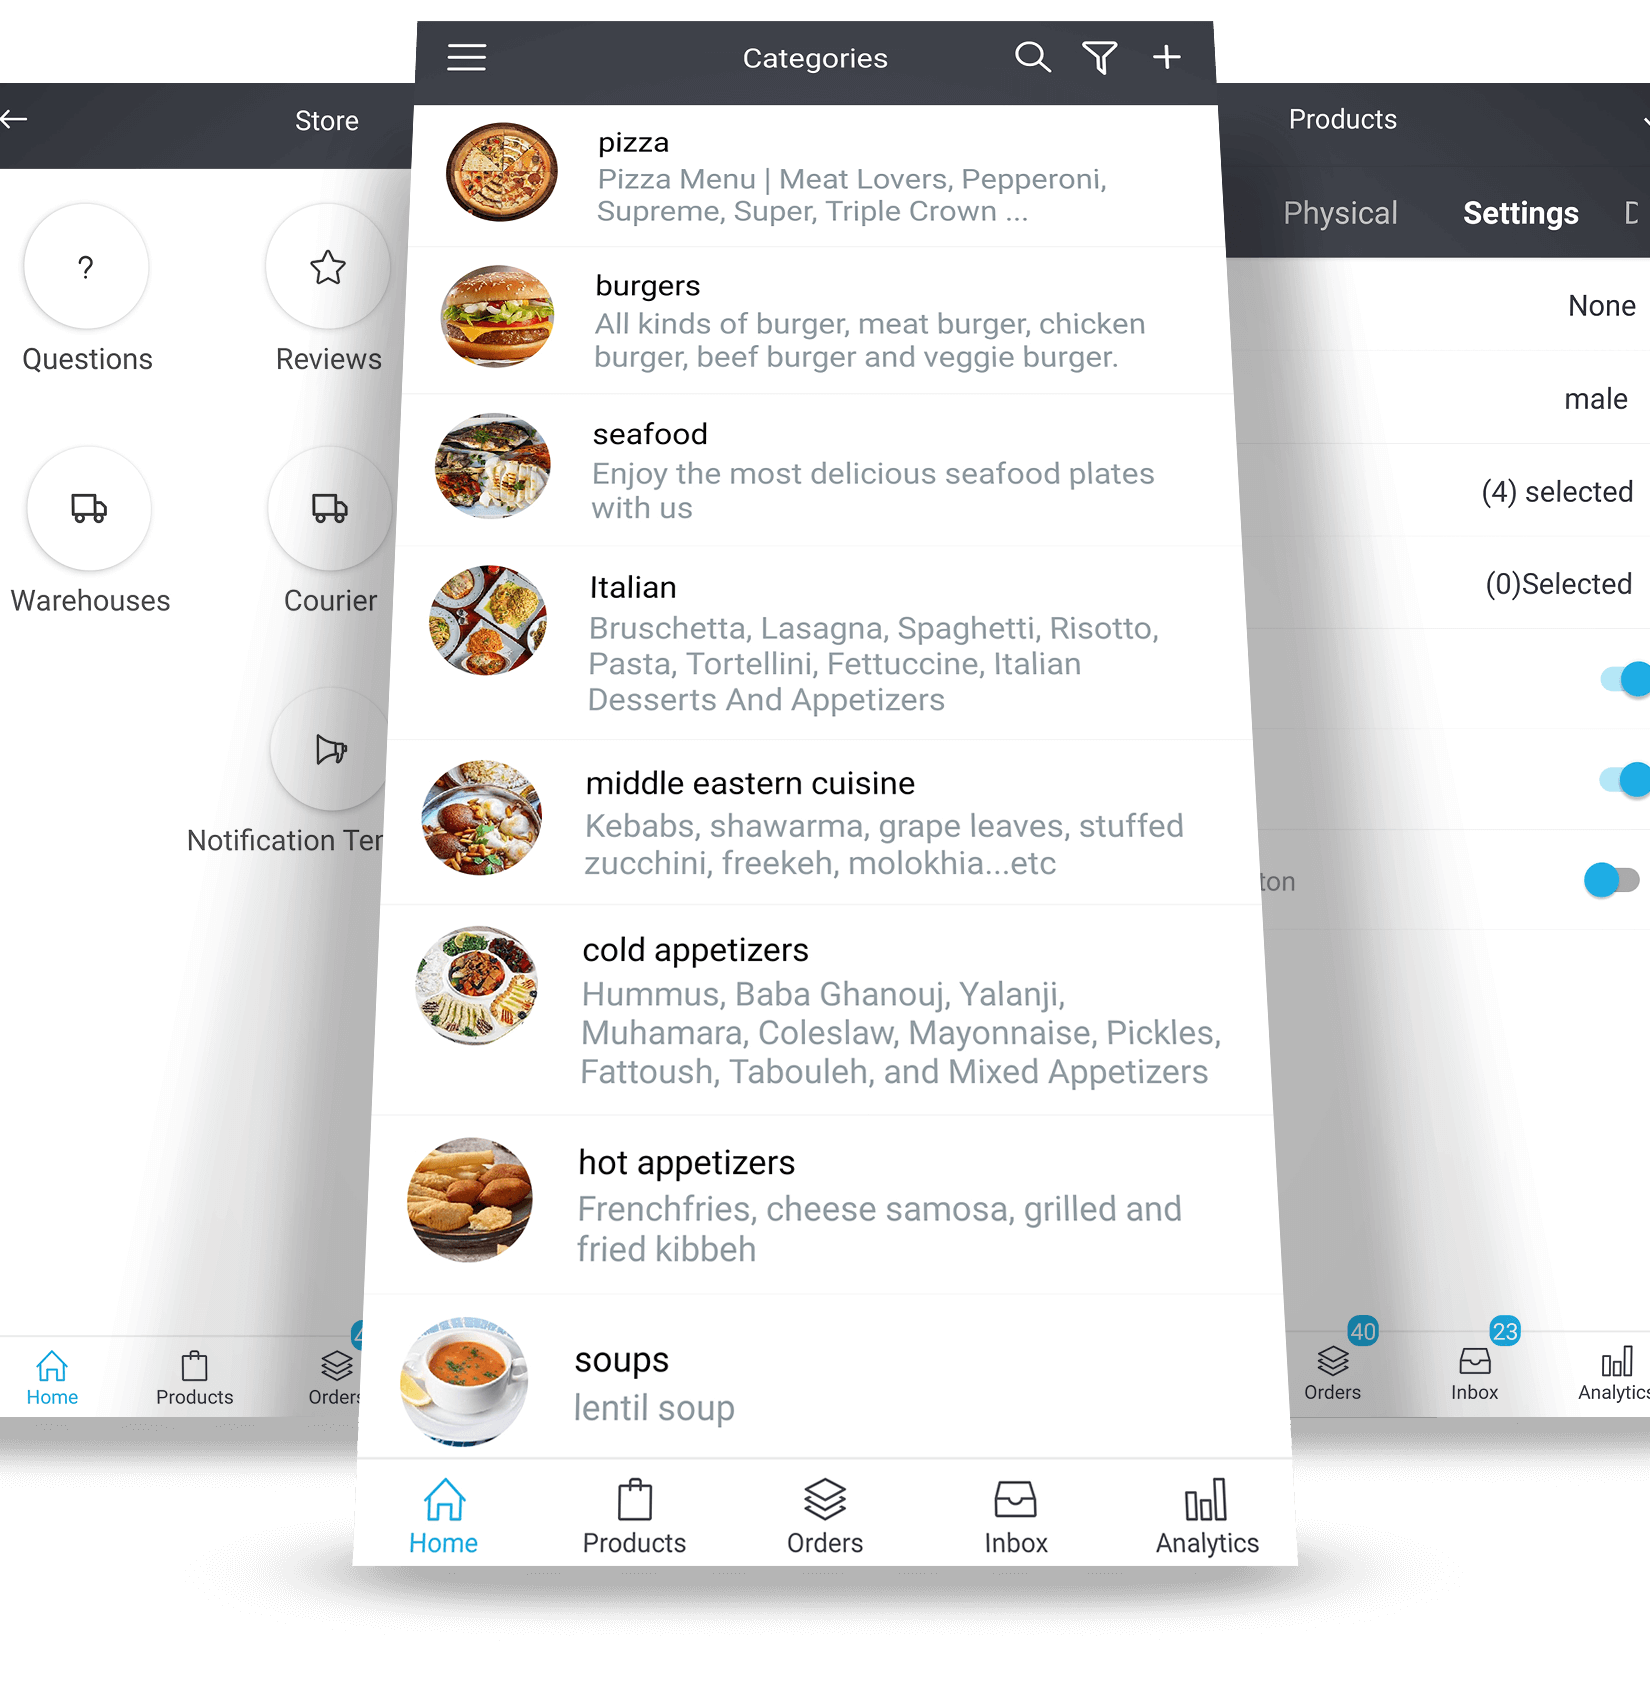 Store
?
Questions
Reviews
Warehouses
Courier
Notification
Home
Products
Categories
pizza
Pizza Menu | Meat Lovers, Pepperoni,
Supreme, Super, Triple Crown ...
burgers
All kinds of burger, meat burger, chicken
burger, beef burger and veggie burger.
seafood
Enjoy the most delicious seafood plates
with us
Italian
Bruschetta, Lasagna, Spaghetti, Risotto,
Pasta, Tortellini, Fettuccine, Italian
Desserts And Appetizers
middle eastern cuisine
Kebabs, shawarma, grape leaves, stuffed
zucchini, freekeh, molokhia...etc
cold appetizers
Hummus, Baba Ghanouj, Yalanji,
Muhamara, Coleslaw, Mayonnaise, Pickles,
Fattoush, Tabouleh, and Mixed Appetizers
hot appetizers
Frenchfries, cheese samosa, grilled and
fried kibbeh
soups
lentil soup
Home
Products
Orders
Inbox
Analytics
Products
Physical
Settings
None
male
(4) selected
(0)Selected
40
Orders
23
Inbox